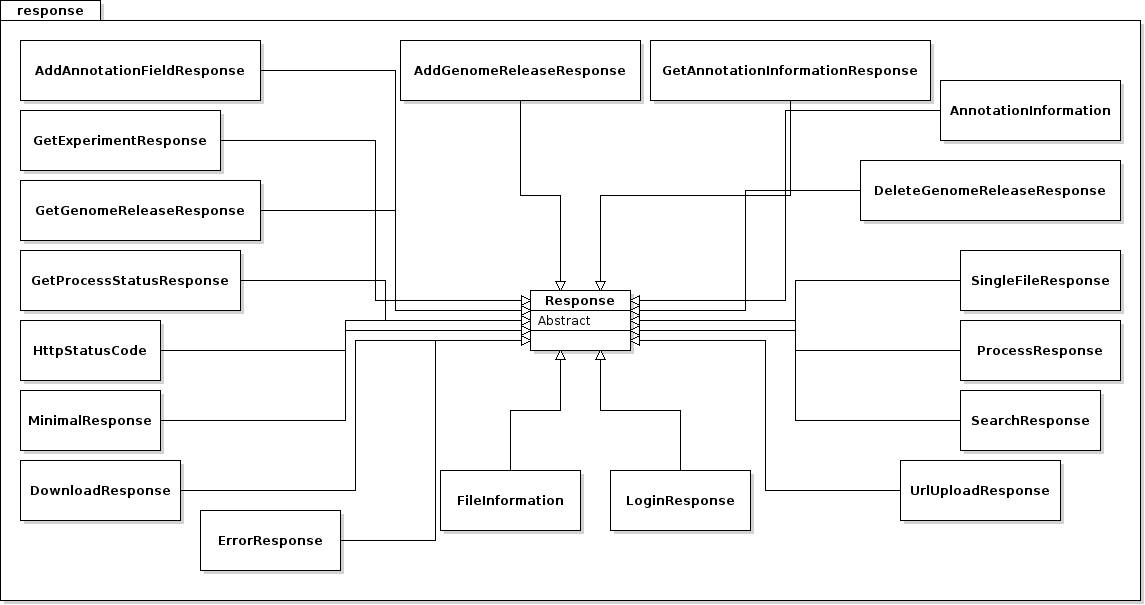 response
AddAnnotationFieldResponse
AddGenomeReleaseResponse
GetAnnotationInformationResponse
AnnotationInformation
GetExperimentResponse
DeleteGenomeReleaseResponse
GetGenomeReleaseResponse
GetProcessStatusResponse
SingleFileResponse
Response
Abstract
HttpStatusCode
ProcessResponse
MinimalResponse
SearchResponse
DownloadResponse
FileInformation
LoginResponse
UrlUploadResponse
ErrorResponse